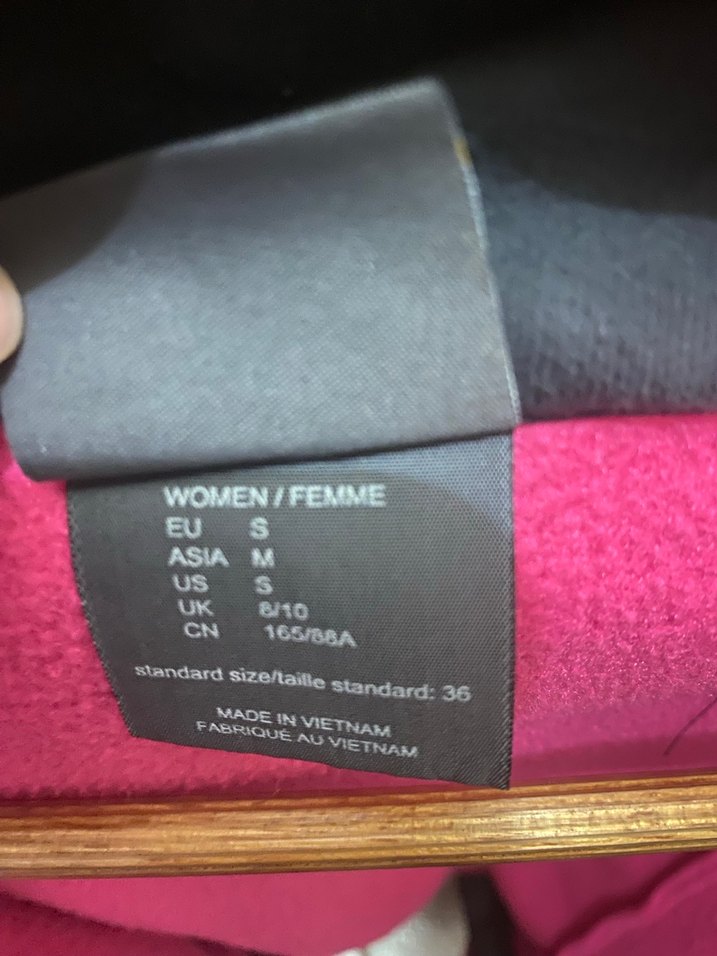 WOMEN / FEMME
EU S
ASIA M
US S
UK 8/10
CN 165/88A
standard size/taille standard: 36
MADE IN VIETNAM
FABRIQUÉ AU VIETNAM